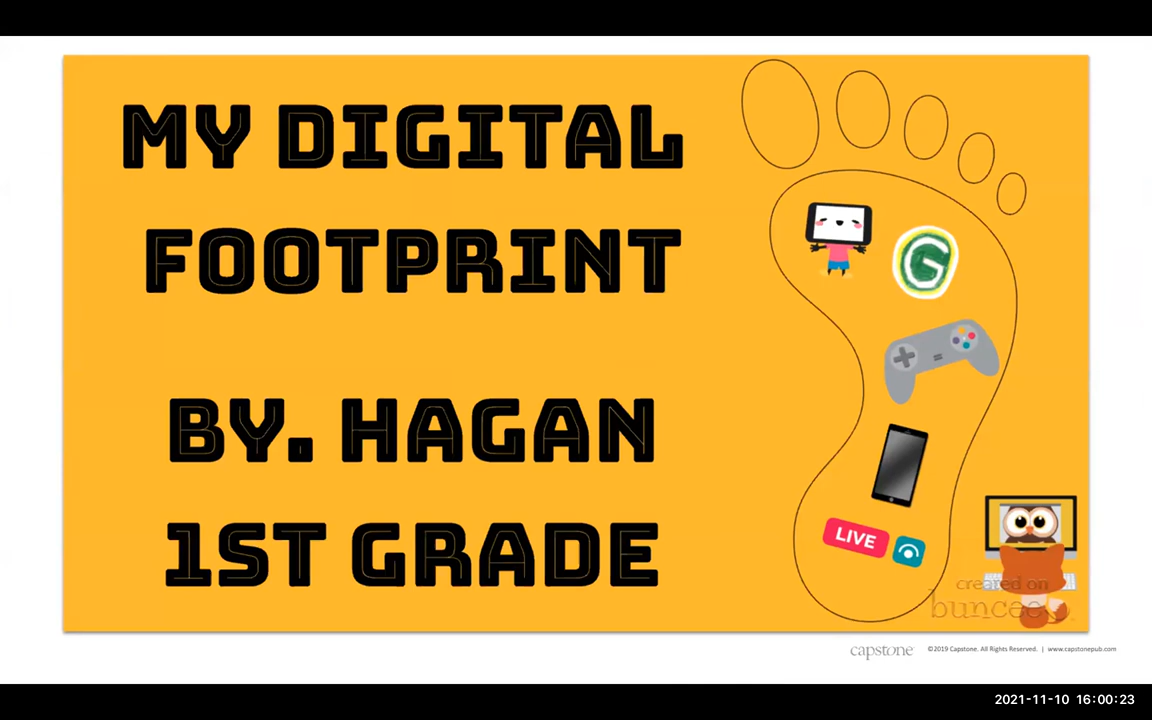 MY DIGITAL
FOOTPRINT
BY. HAGAN
1ST GRADE
G
LIVE
created on
buncee
capstone ©2019 Capstone. All Rights Reserved. | www.capstonepub.com
2021-11-10 16:00:23